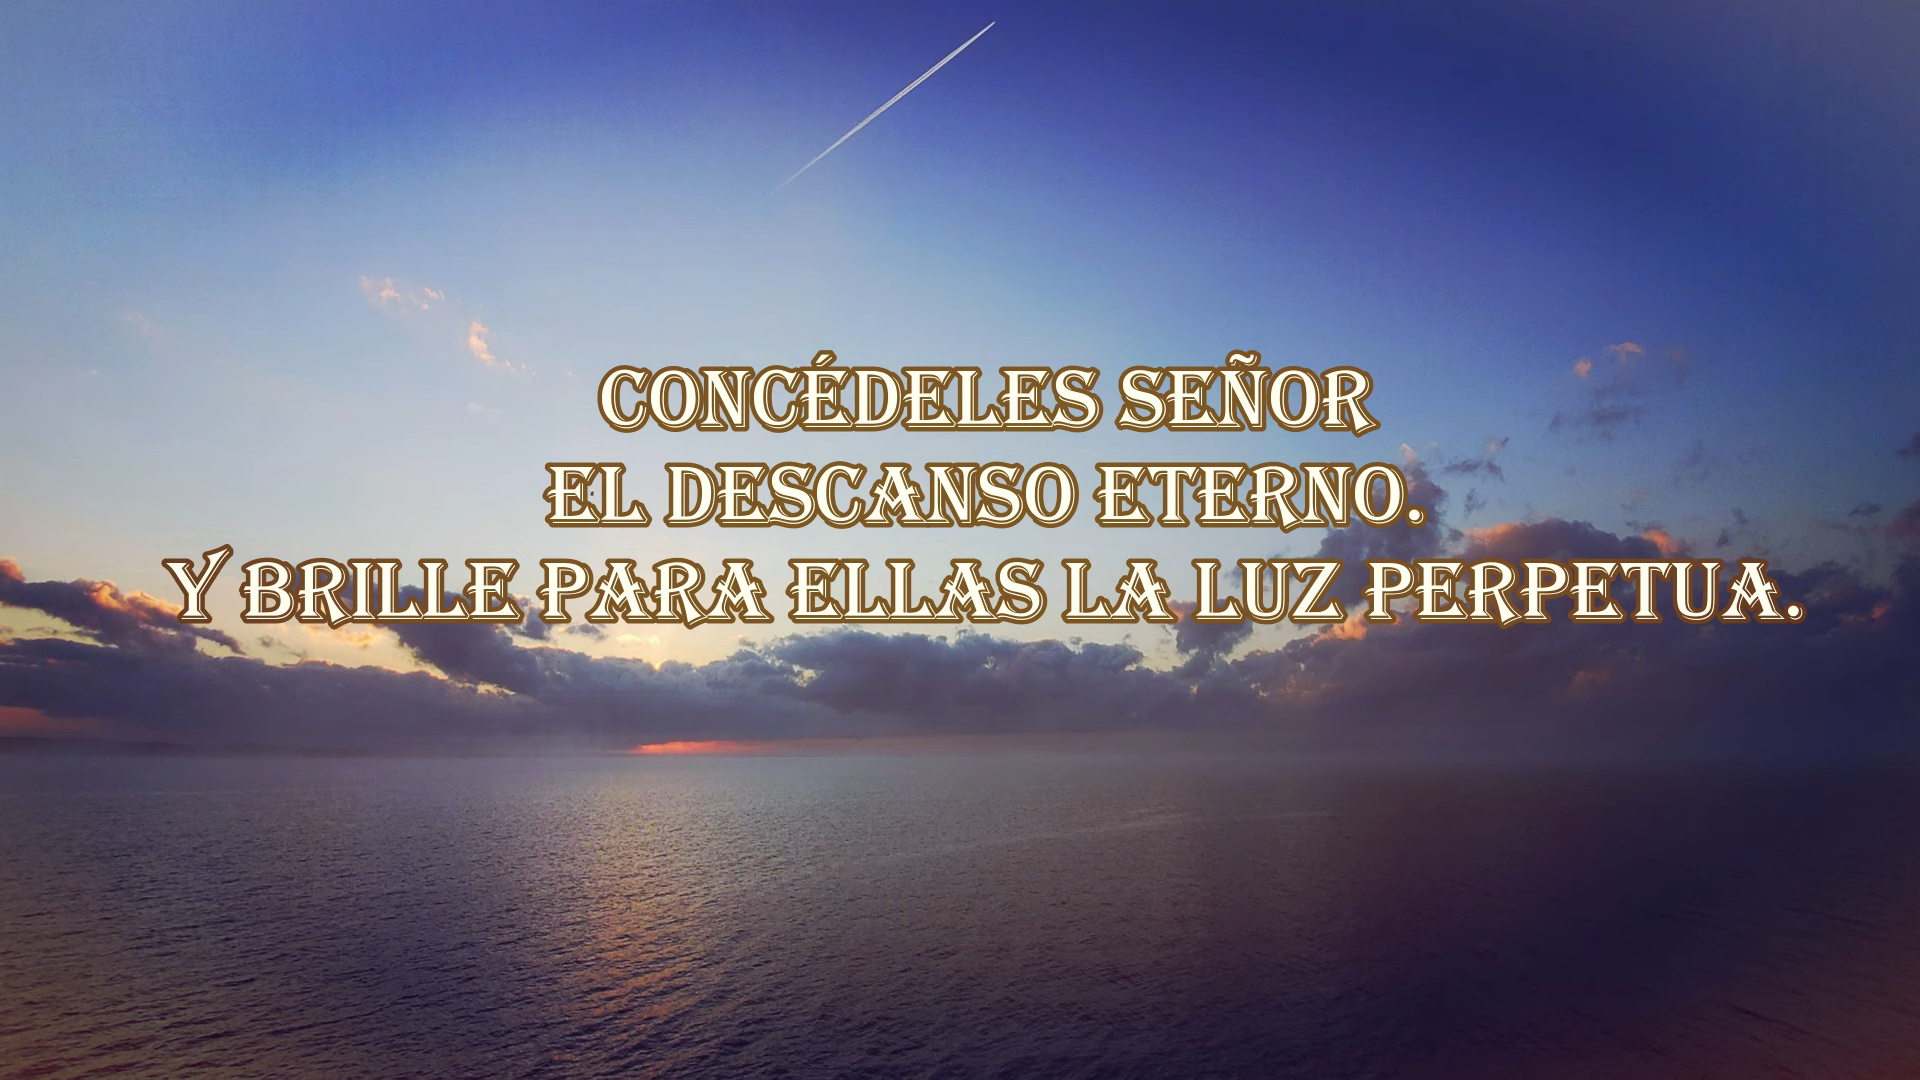 CONCÉDELES SEÑOR
EL DESCANSO ETERNO.
Y BRILLE PARA ELLAS LA LUZ PERPETUA.